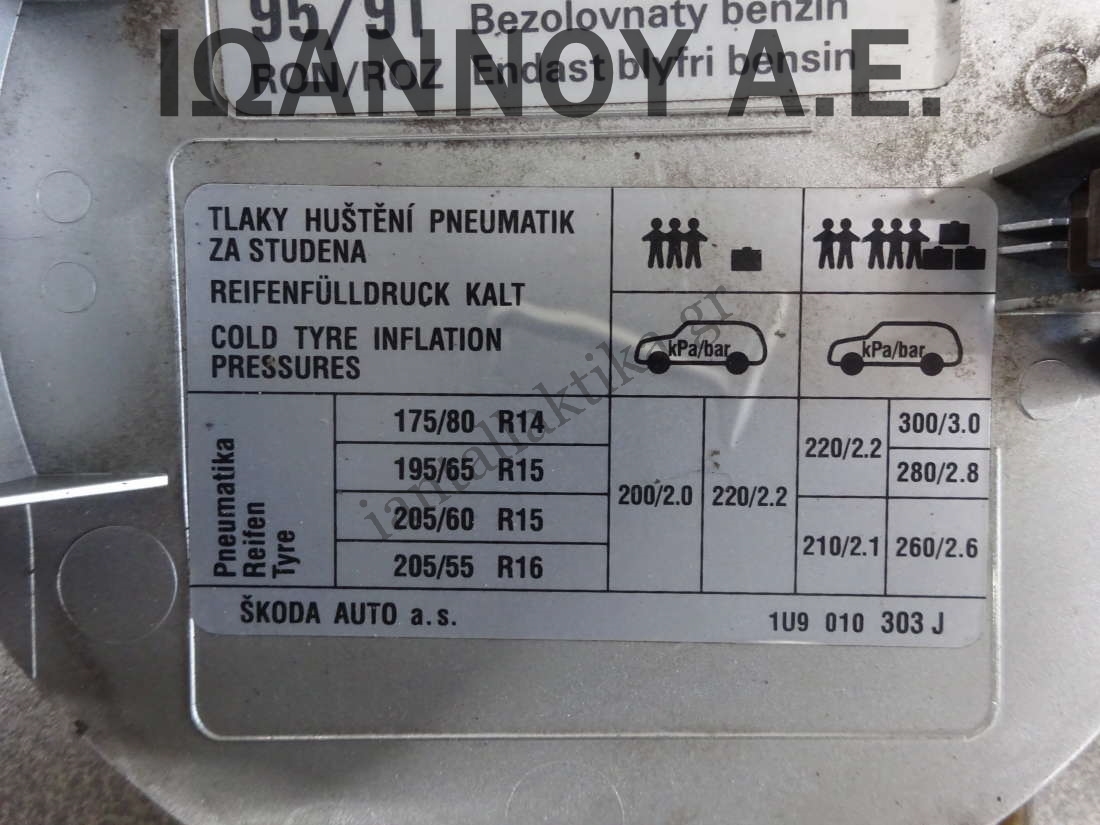 95/91 Bezolovnatý benzin
RON/ROZ Endast blyfri bensin
ΙΩΑΝΝΟΥ Α.Ε.
TLAKY HUŠTĚNÍ PNEUMATIK
ZA STUDENA
REIFENFÜLLDRUCK KALT
COLD TYRE INFLATION
PRESSURES
kPa/bar kPa/bar
Pneumatika
Reifen
Tyre
175/80 R14
195/65 R15
205/60 R15
205/55 R16
200/2.0 220/2.2
220/2.2 300/3.0
280/2.8
210/2.1 260/2.6
ŠKODA AUTO a.s. 1U9 010 303 J
iantallaktika.gr